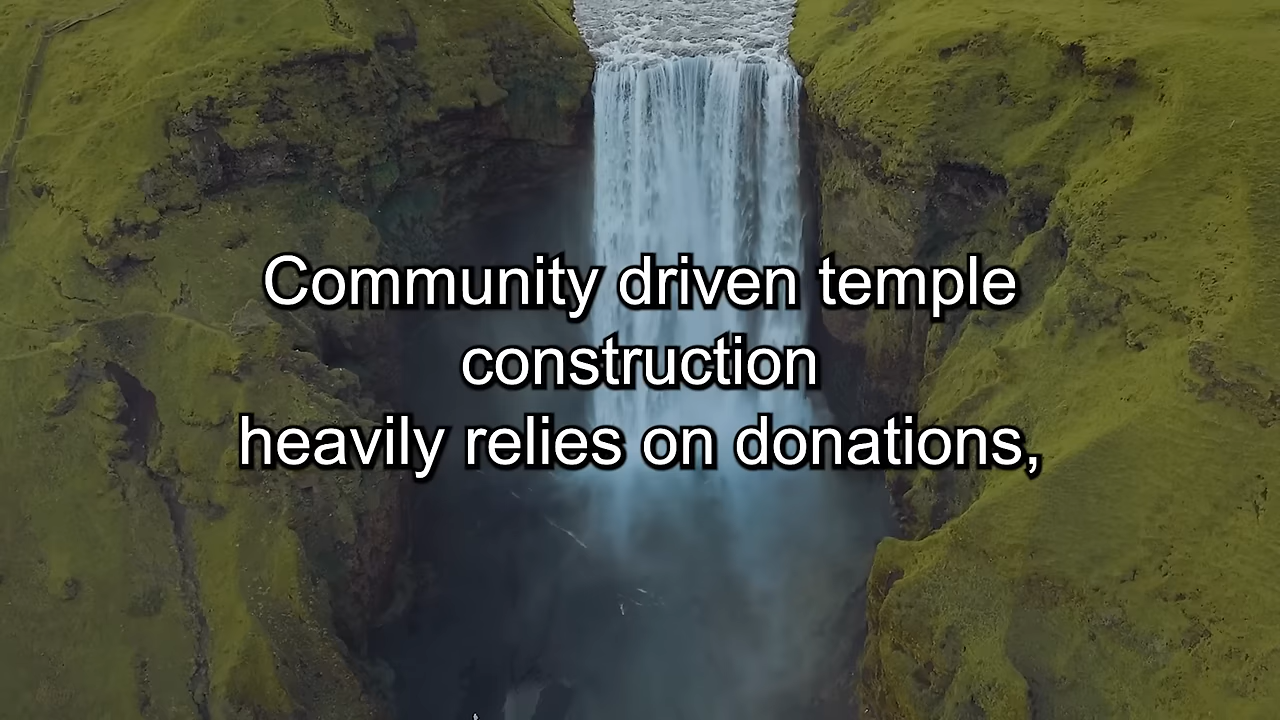 Community driven temple
construction
heavily relies on donations,